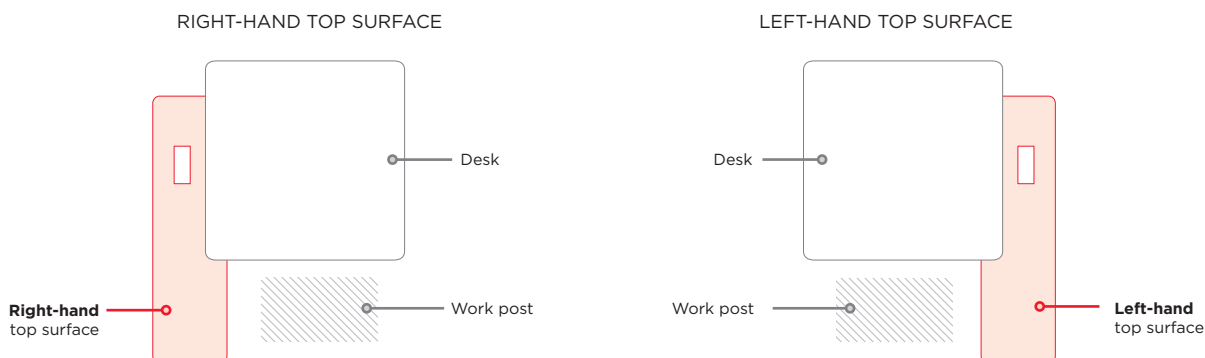 RIGHT-HAND TOP SURFACE
Desk
Work post
Right-hand
top surface
LEFT-HAND TOP SURFACE
Desk
Work post
Left-hand
top surface